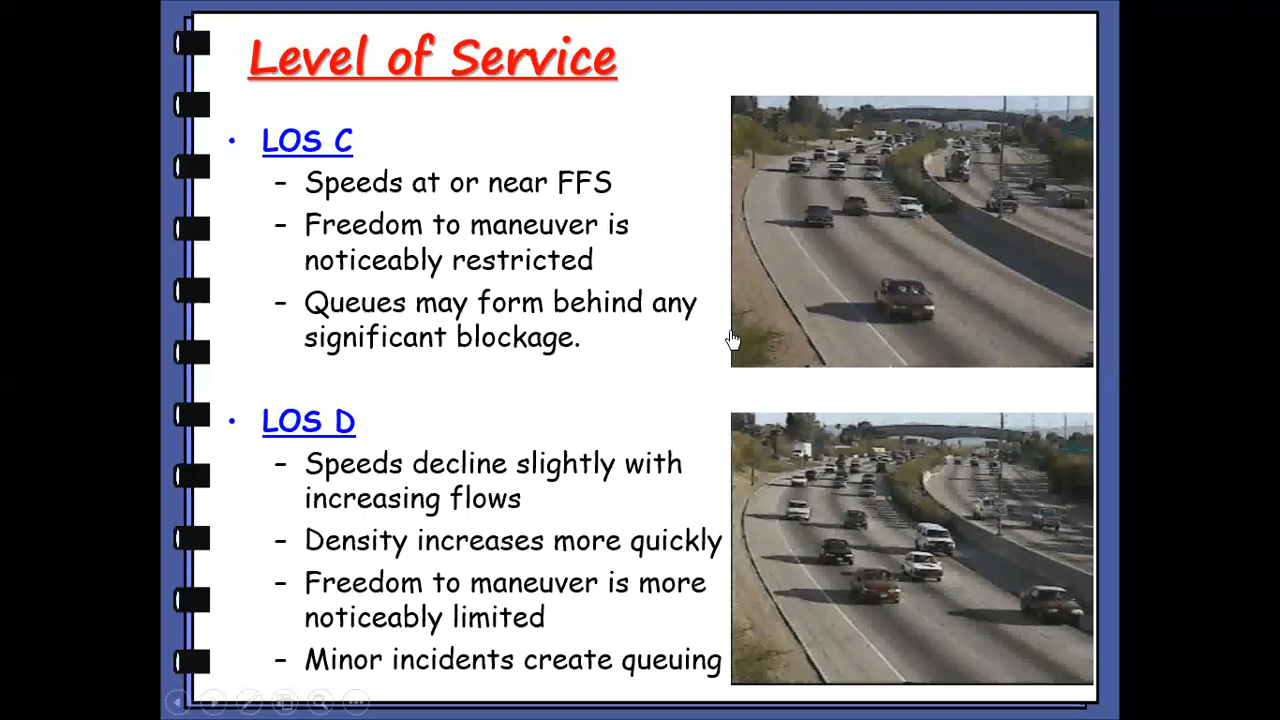 Level of Service
• LOS C
– Speeds at or near FFS
– Freedom to maneuver is
noticeably restricted
– Queues may form behind any
significant blockage.
• LOS D
– Speeds decline slightly with
increasing flows
– Density increases more quickly
– Freedom to maneuver is more
noticeably limited
– Minor incidents create queuing